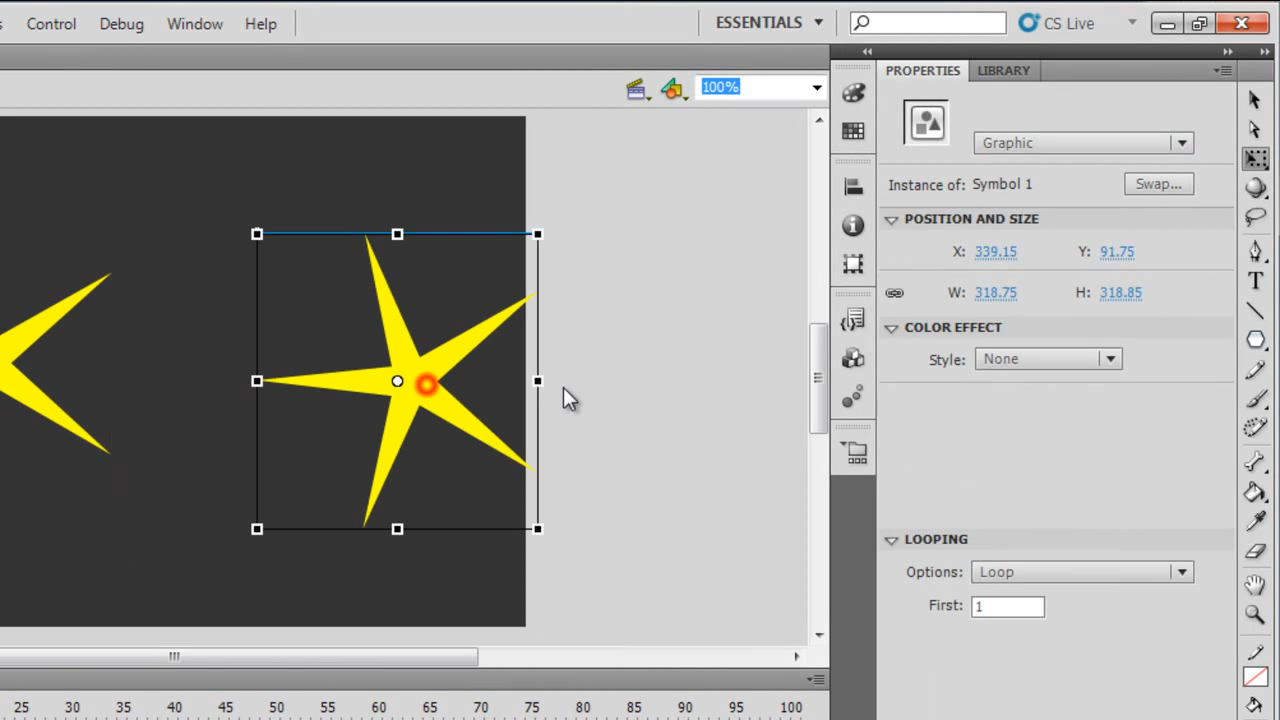 Control Debug Window Help ESSENTIALS CS Live
100%
PROPERTIES LIBRARY
Graphic
Instance of: Symbol 1 Swap...
POSITION AND SIZE
X: 339.15 Y: 91.75
W: 318.75 H: 318.85
COLOR EFFECT
Style: None
LOOPING
Options: Loop
First: 1
25 30 35 40 45 50 55 60 65 70 75 80 85 90 95 100